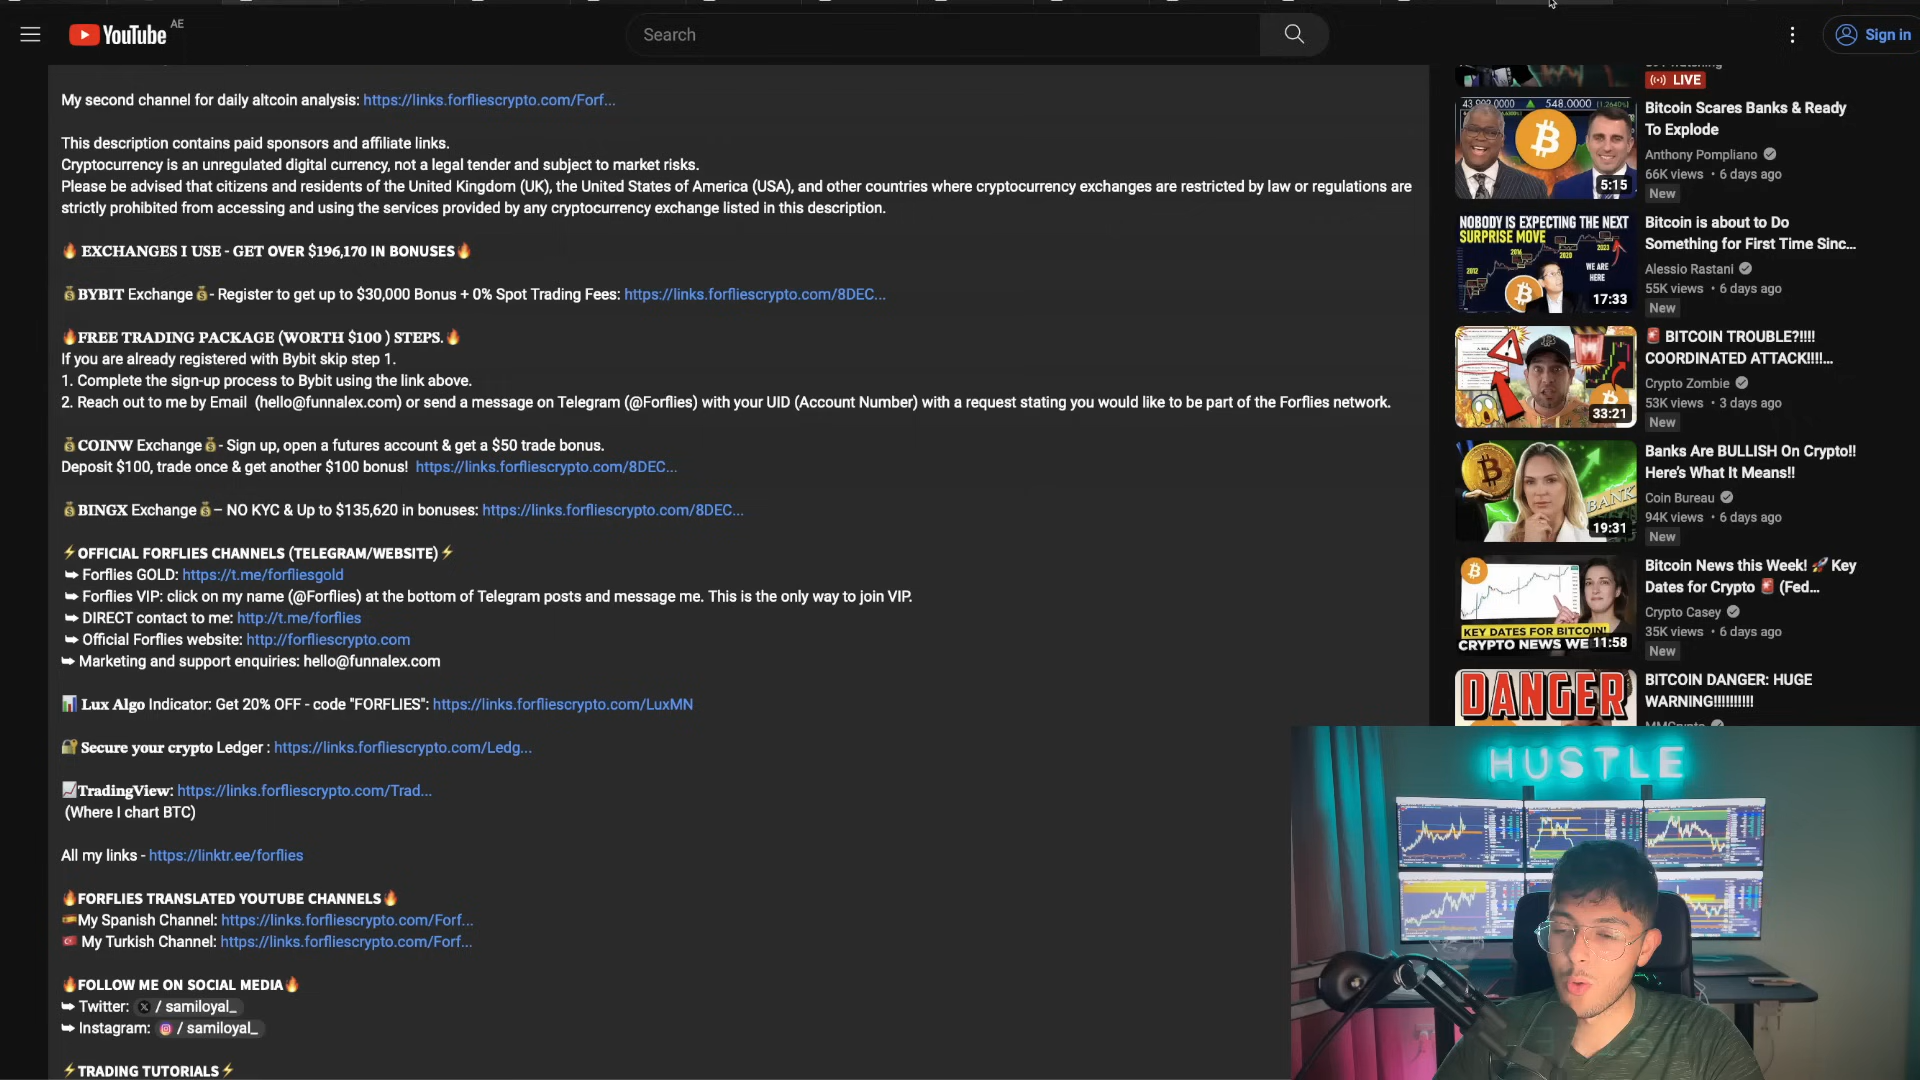 YouTube AE
Search
Sign in
My second channel for daily altcoin analysis: https://links.forfliescrypto.com/Forf...
This description contains paid sponsors and affiliate links.
Cryptocurrency is an unregulated digital currency, not a legal tender and subject to market risks.
Please be advised that citizens and residents of the United Kingdom (UK), the United States of America (USA), and other countries where cryptocurrency exchanges are restricted by law or regulations are
strictly prohibited from accessing and using the services provided by any cryptocurrency exchange listed in this description.
🔥 EXCHANGES I USE - GET OVER $196,170 IN BONUSES🔥
💰BYBIT Exchange💰- Register to get up to $30,000 Bonus + 0% Spot Trading Fees: https://links.forfliescrypto.com/8DEC...
🔥FREE TRADING PACKAGE (WORTH $100 ) STEPS.🔥
If you are already registered with Bybit skip step 1.
1. Complete the sign-up process to Bybit using the link above.
2. Reach out to me by Email (hello@funnalex.com) or send a message on Telegram (@Forflies) with your UID (Account Number) with a request stating you would like to be part of the Forflies network.
💰COINW Exchange💰- Sign up, open a futures account & get a $50 trade bonus.
Deposit $100, trade once & get another $100 bonus! https://links.forfliescrypto.com/8DEC...
💰BINGX Exchange💰– NO KYC & Up to $135,620 in bonuses: https://links.forfliescrypto.com/8DEC...
⚡OFFICIAL FORFLIES CHANNELS (TELEGRAM/WEBSITE)⚡
➥ Forflies GOLD: https://t.me/forfliesgold
➥ Forflies VIP: click on my name (@Forflies) at the bottom of Telegram posts and message me. This is the only way to join VIP.
➥ DIRECT contact to me: http://t.me/forflies
➥ Official Forflies website: http://forfliescrypto.com
➥ Marketing and support enquiries: hello@funnalex.com
📊 Lux Algo Indicator: Get 20% OFF - code "FORFLIES": https://links.forfliescrypto.com/LuxMN
🔐 Secure your crypto Ledger : https://links.forfliescrypto.com/Ledg...
📈TradingView: https://links.forfliescrypto.com/Trad...
(Where I chart BTC)
All my links - https://linktr.ee/forflies
🔥FORFLIES TRANSLATED YOUTUBE CHANNELS🔥
🇪🇸My Spanish Channel: https://links.forfliescrypto.com/Forf...
🇹🇷 My Turkish Channel: https://links.forfliescrypto.com/Forf...
🔥FOLLOW ME ON SOCIAL MEDIA🔥
➥ Twitter: X / samiloyal_
➥ Instagram: / samiloyal_
⚡TRADING TUTORIALS⚡
LIVE
548.0000
5:15
Bitcoin Scares Banks & Ready
To Explode
Anthony Pompliano
66K views • 6 days ago
New
NOBODY IS EXPECTING THE NEXT
SURPRISE MOVE
2012
2016
2020
2023
WE ARE
HERE
17:33
Bitcoin is about to Do
Something for First Time Sinc...
Alessio Rastani
55K views • 6 days ago
New
33:21
🚨 BITCOIN TROUBLE?!!!!
COORDINATED ATTACK!!!!...
Crypto Zombie
53K views • 3 days ago
New
BANK
19:31
Banks Are BULLISH On Crypto!!
Here's What It Means!!
Coin Bureau
94K views • 6 days ago
New
KEY DATES FOR BITCOIN!
CRYPTO NEWS WE
11:58
Bitcoin News this Week! 🚀 Key
Dates for Crypto 🚨 (Fed...
Crypto Casey
35K views • 6 days ago
New
DANGER
BITCOIN DANGER: HUGE
WARNING!!!!!!!!!!
MMCrypto
HUSTLE